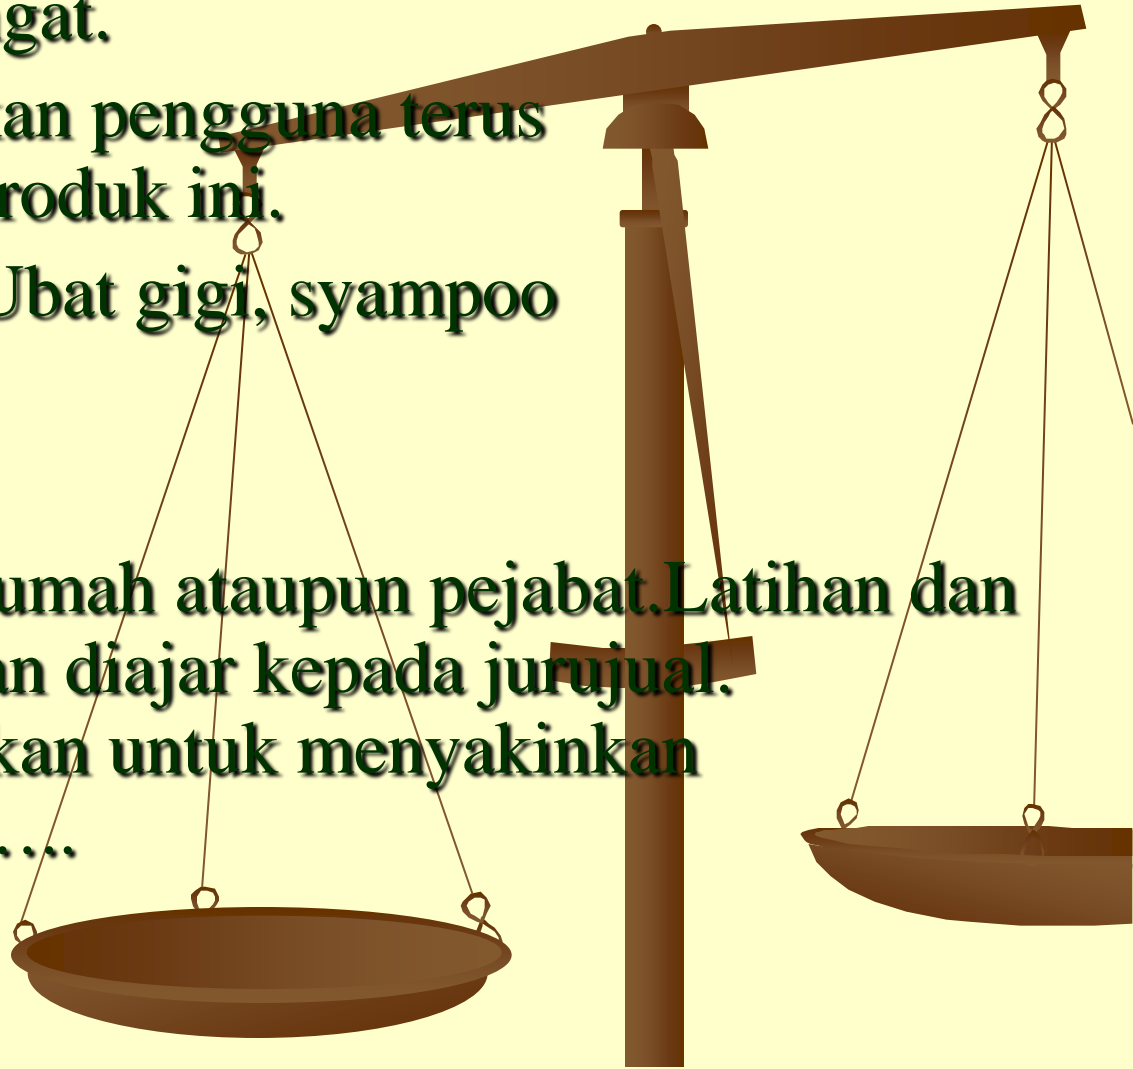 gat.
kan pengguna terus
roduk ini.
Ubat gigi, syampoo
umah ataupun pejabat.Latihan dan
an diajar kepada jurujual.
kan untuk menyakinkan
….